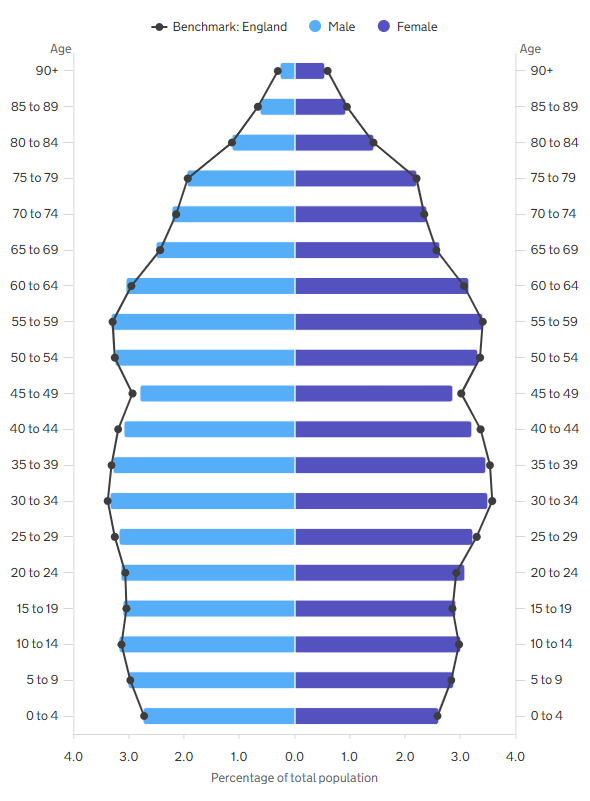 Benchmark: England Male Female
Age Age
90+ 90+
85 to 89 85 to 89
80 to 84 80 to 84
75 to 79 75 to 79
70 to 74 70 to 74
65 to 69 65 to 69
60 to 64 60 to 64
55 to 59 55 to 59
50 to 54 50 to 54
45 to 49 45 to 49
40 to 44 40 to 44
35 to 39 35 to 39
30 to 34 30 to 34
25 to 29 25 to 29
20 to 24 20 to 24
15 to 19 15 to 19
10 to 14 10 to 14
5 to 9 5 to 9
0 to 4 0 to 4
4.0 3.0 2.0 1.0 0.0 1.0 2.0 3.0 4.0
Percentage of total population